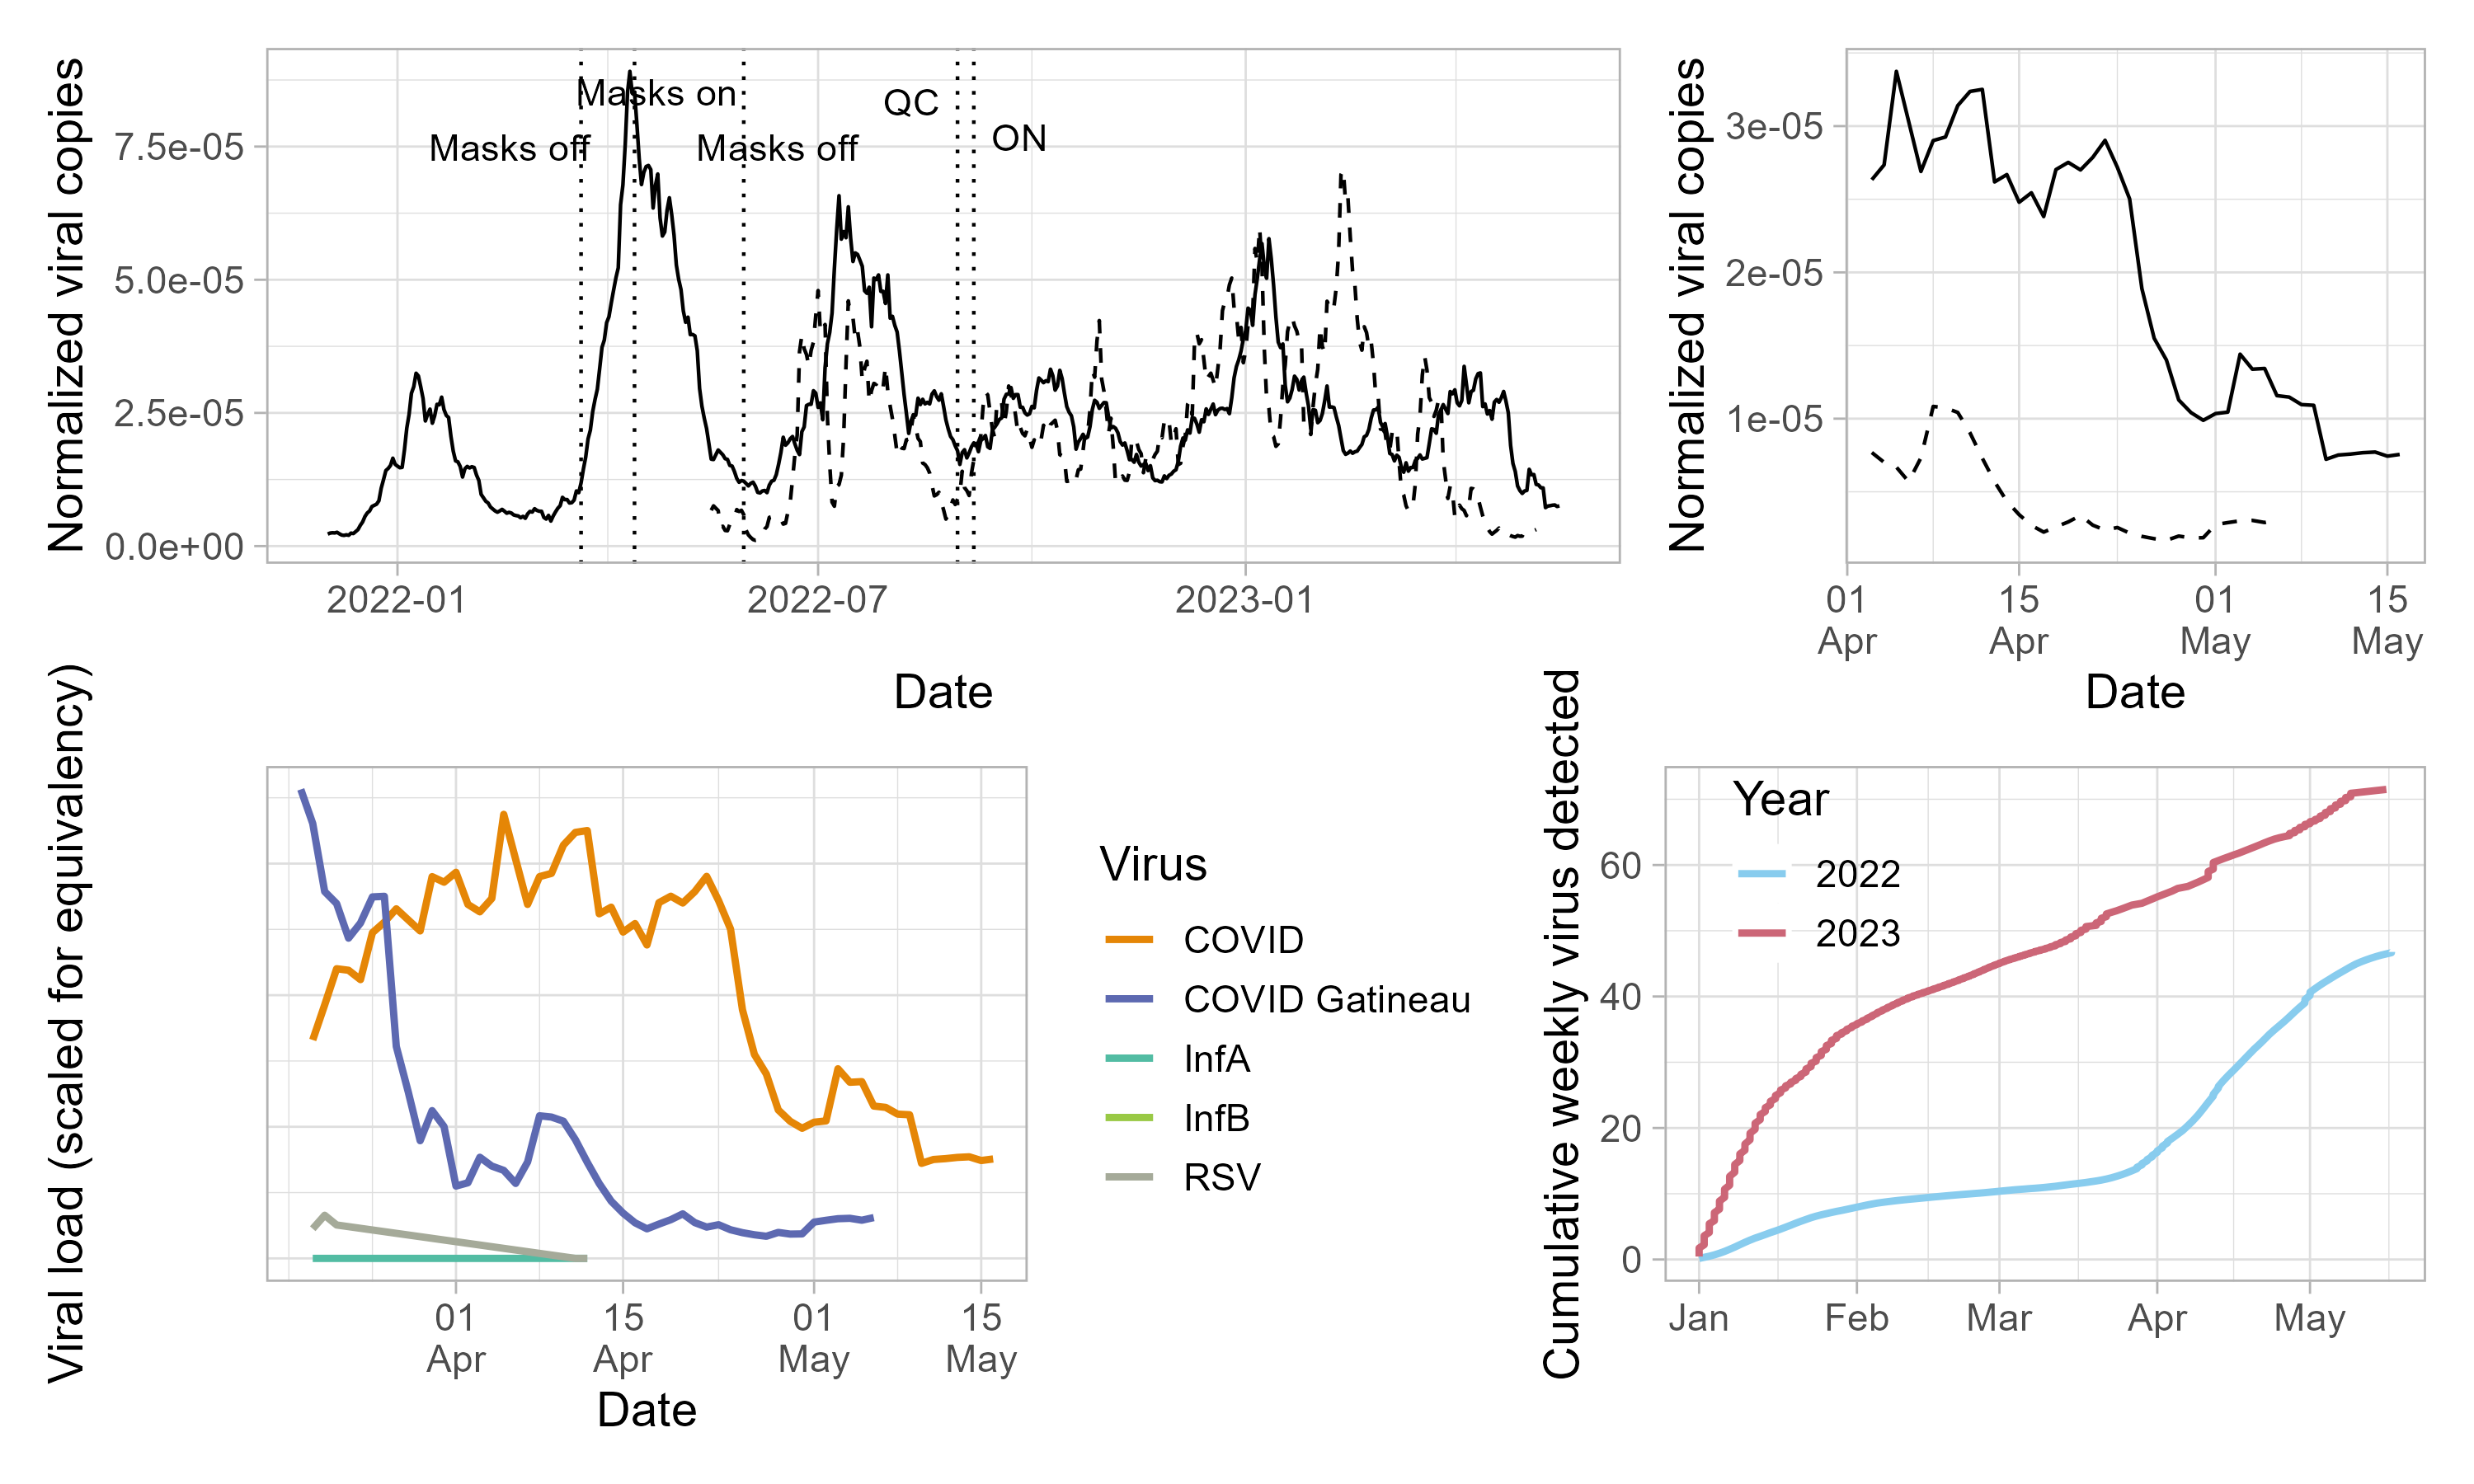 Normalized viral copies
7.5e-05
5.0e-05
2.5e-05
0.0e+00
Masks on
Masks off
Masks off
QC
ON
2022-01
2022-07
2023-01
Date
Normalized viral copies
3e-05
2e-05
1e-05
01
Apr
15
Apr
01
May
15
May
Date
Viral load (scaled for equivalency)
01
Apr
15
Apr
01
May
15
May
Date
Virus
COVID
COVID Gatineau
InfA
InfB
RSV
Cumulative weekly virus detected
60
40
20
0
Year
2022
2023
Jan
Feb
Mar
Apr
May